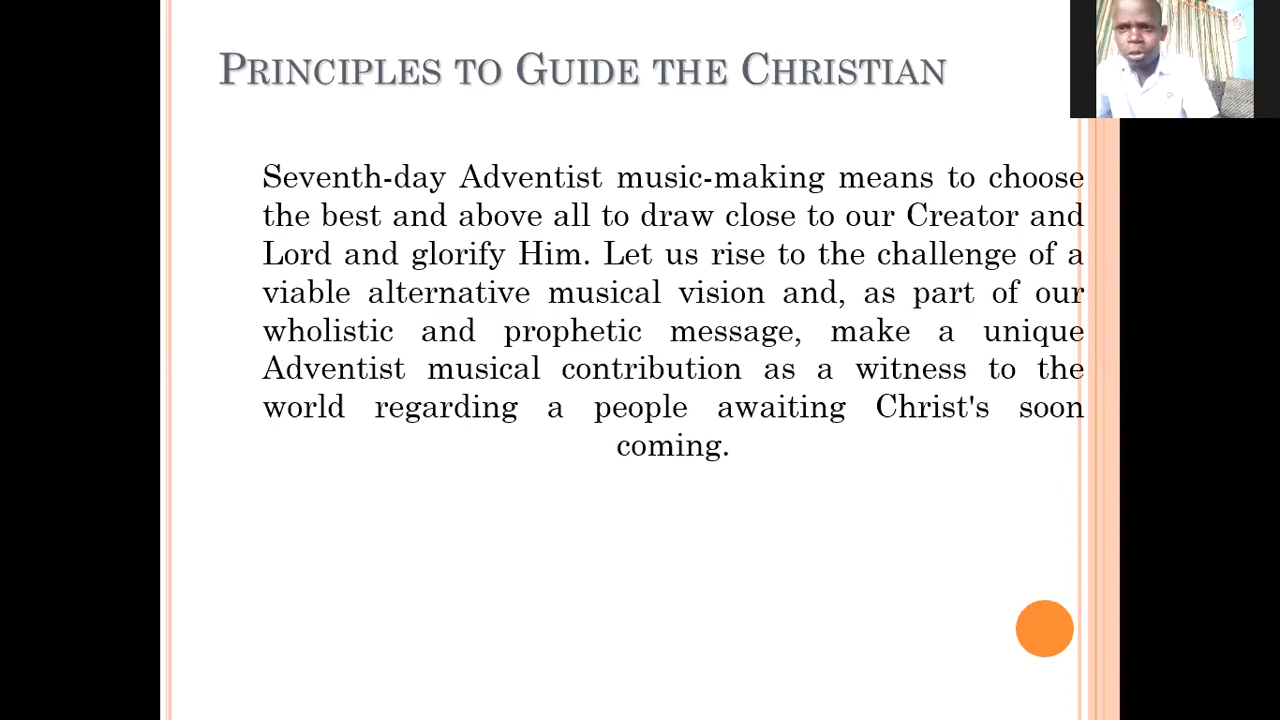 PRINCIPLES TO GUIDE THE CHRISTIAN
Seventh-day Adventist music-making means to choose
the best and above all to draw close to our Creator and
Lord and glorify Him. Let us rise to the challenge of a
viable alternative musical vision and, as part of our
wholistic and prophetic message, make a unique
Adventist musical contribution as a witness to the
world regarding a people awaiting Christ's soon
coming.